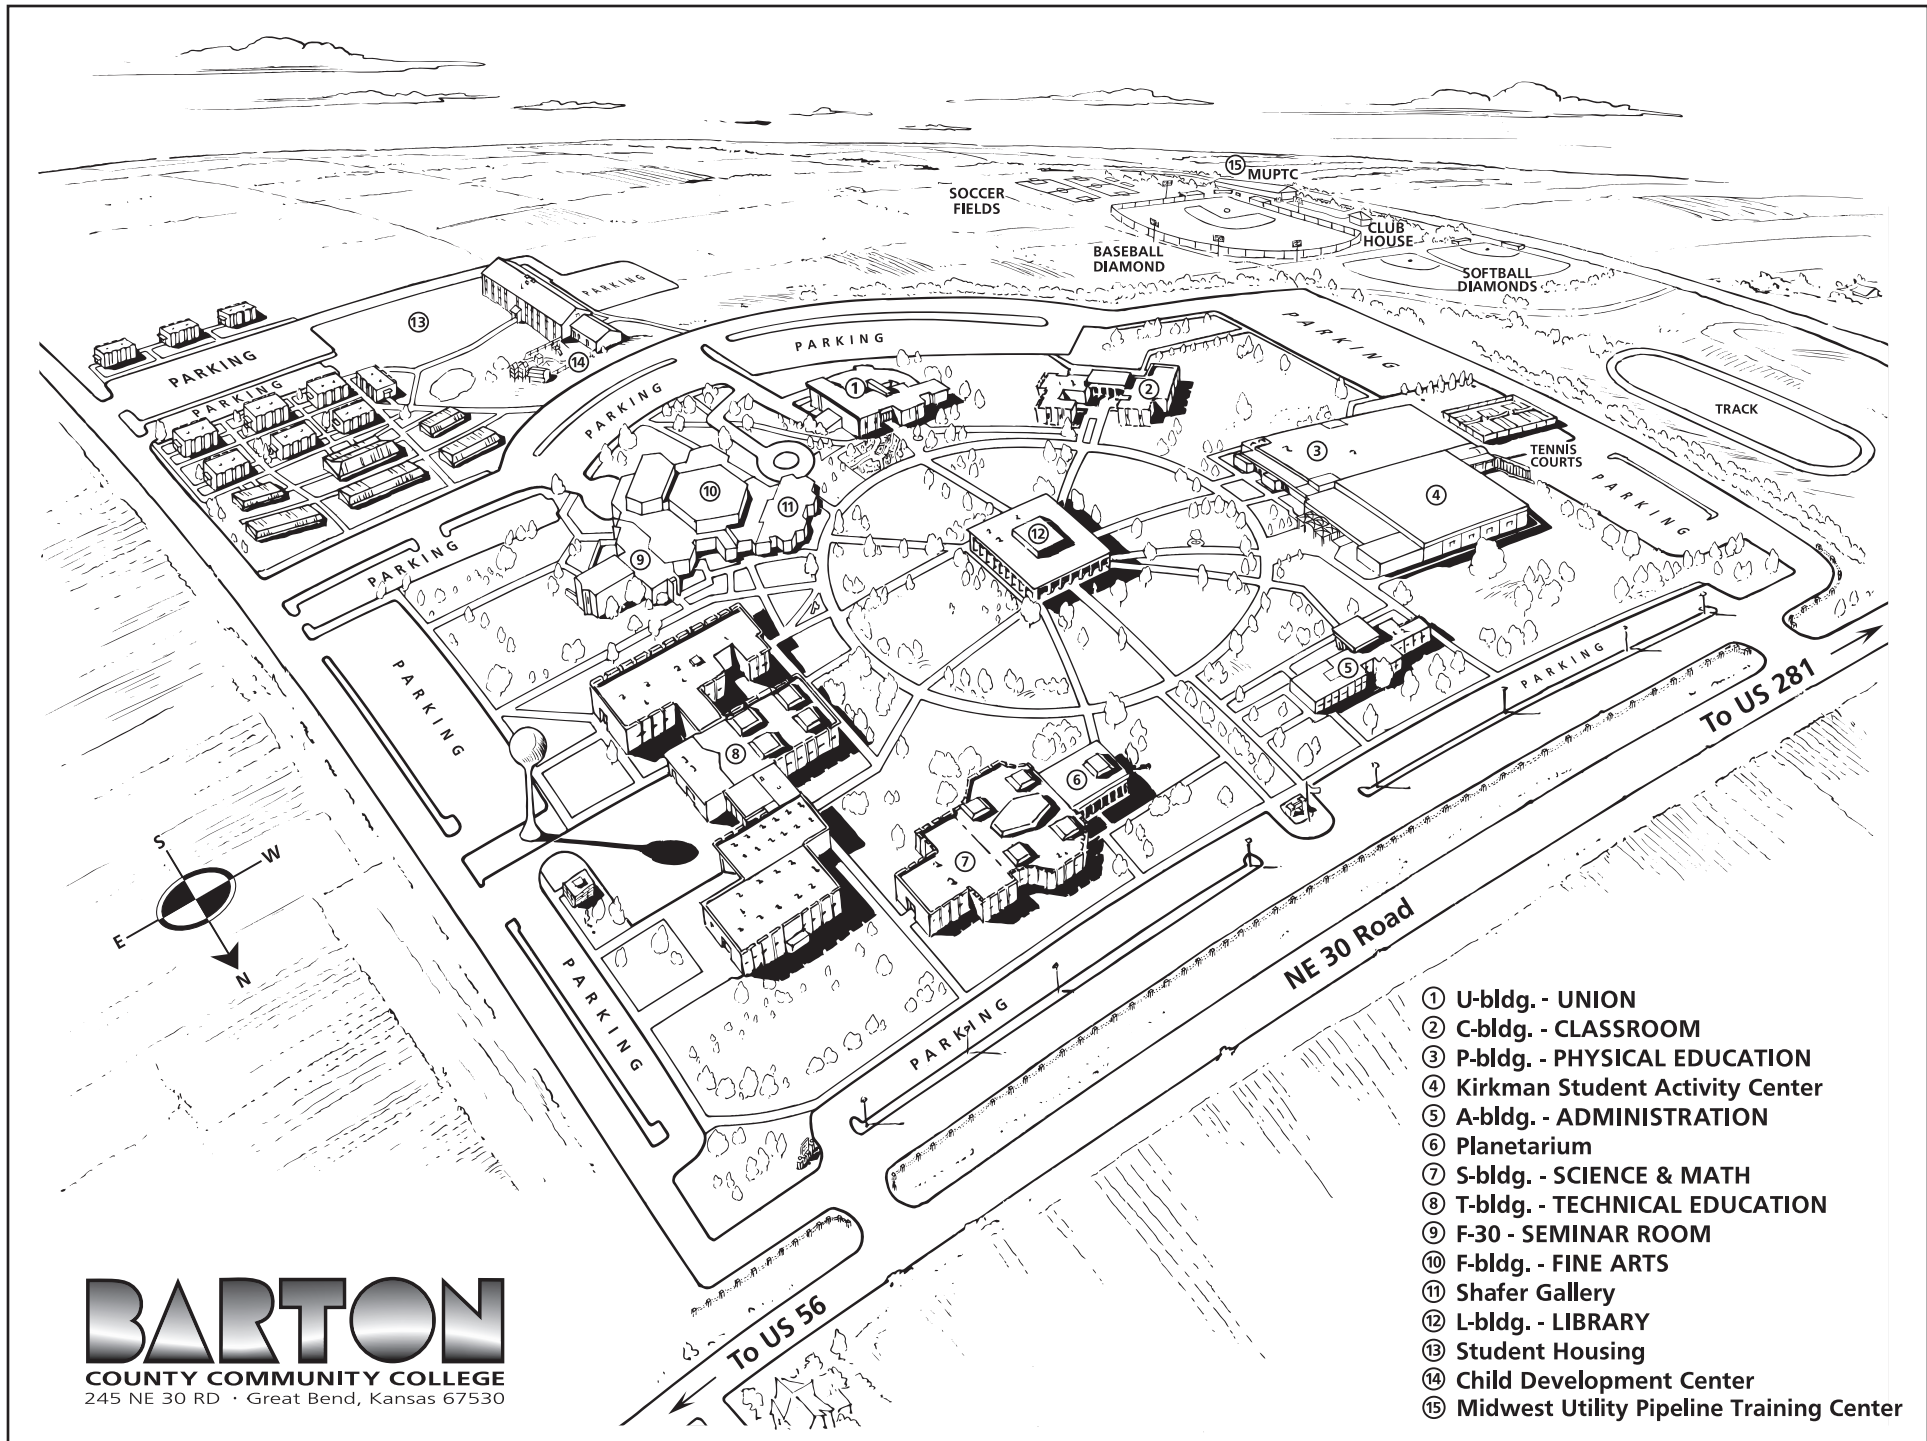 15 MUPTC
SOCCER
FIELDS
CLUB
HOUSE
BASEBALL
DIAMOND
SOFTBALL
DIAMONDS
PARKING
13
PARKING
PARKING
14
PARKING
PARKING
PARKING
1
2
PARKING
TRACK
3
TENNIS
COURTS
4
PARKING
10
11
12
9
PARKING
PARKING
5
PARKING
To US 281
8
6
7
S
W
E
N
PARKING
PARKING
NE 30 Road
To US 56
1 U-bldg. - UNION
2 C-bldg. - CLASSROOM
3 P-bldg. - PHYSICAL EDUCATION
4 Kirkman Student Activity Center
5 A-bldg. - ADMINISTRATION
6 Planetarium
7 S-bldg. - SCIENCE & MATH
8 T-bldg. - TECHNICAL EDUCATION
9 F-30 - SEMINAR ROOM
10 F-bldg. - FINE ARTS
11 Shafer Gallery
12 L-bldg. - LIBRARY
13 Student Housing
14 Child Development Center
15 Midwest Utility Pipeline Training Center
BARTON
COUNTY COMMUNITY COLLEGE
245 NE 30 RD · Great Bend, Kansas 67530